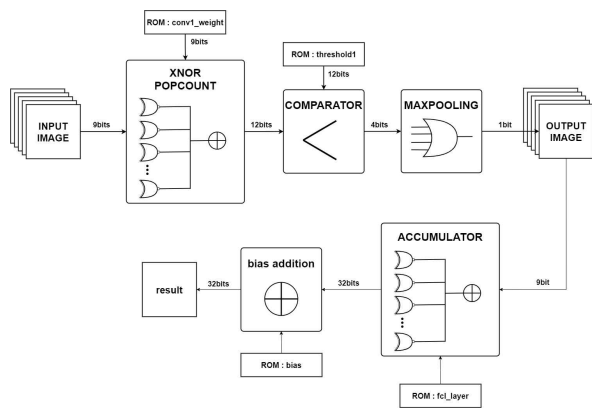 ROM : conv1_weight
9bits
ROM : threshold1
12bits
XNOR
POPCOUNT
COMPARATOR
MAXPOOLING
INPUT
IMAGE
9bits
12bits
4bits
1bit
OUTPUT
IMAGE
ACCUMULATOR
9bit
bias addition
32bits
32bits
result
ROM : bias
ROM : fcl_layer